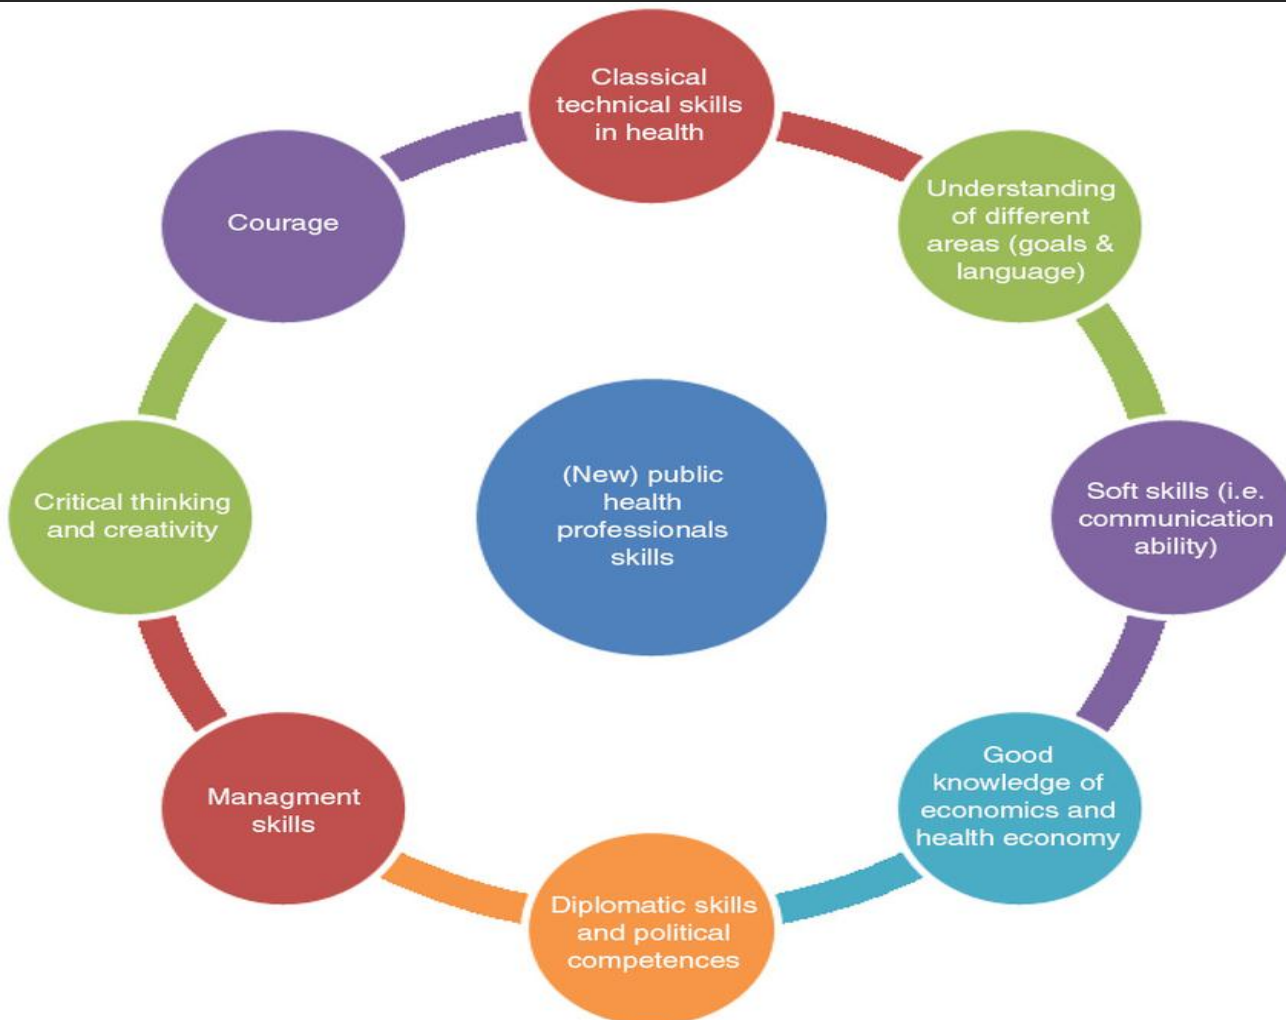 Classical
technical skills
in health
Understanding
of different
areas (goals &
language)
Soft skills (i.e.
communication
ability)
Good
knowledge of
economics and
health economy
Diplomatic skills
and political
competences
Managment
skills
Critical thinking
and creativity
Courage
(New) public
health
professionals
skills